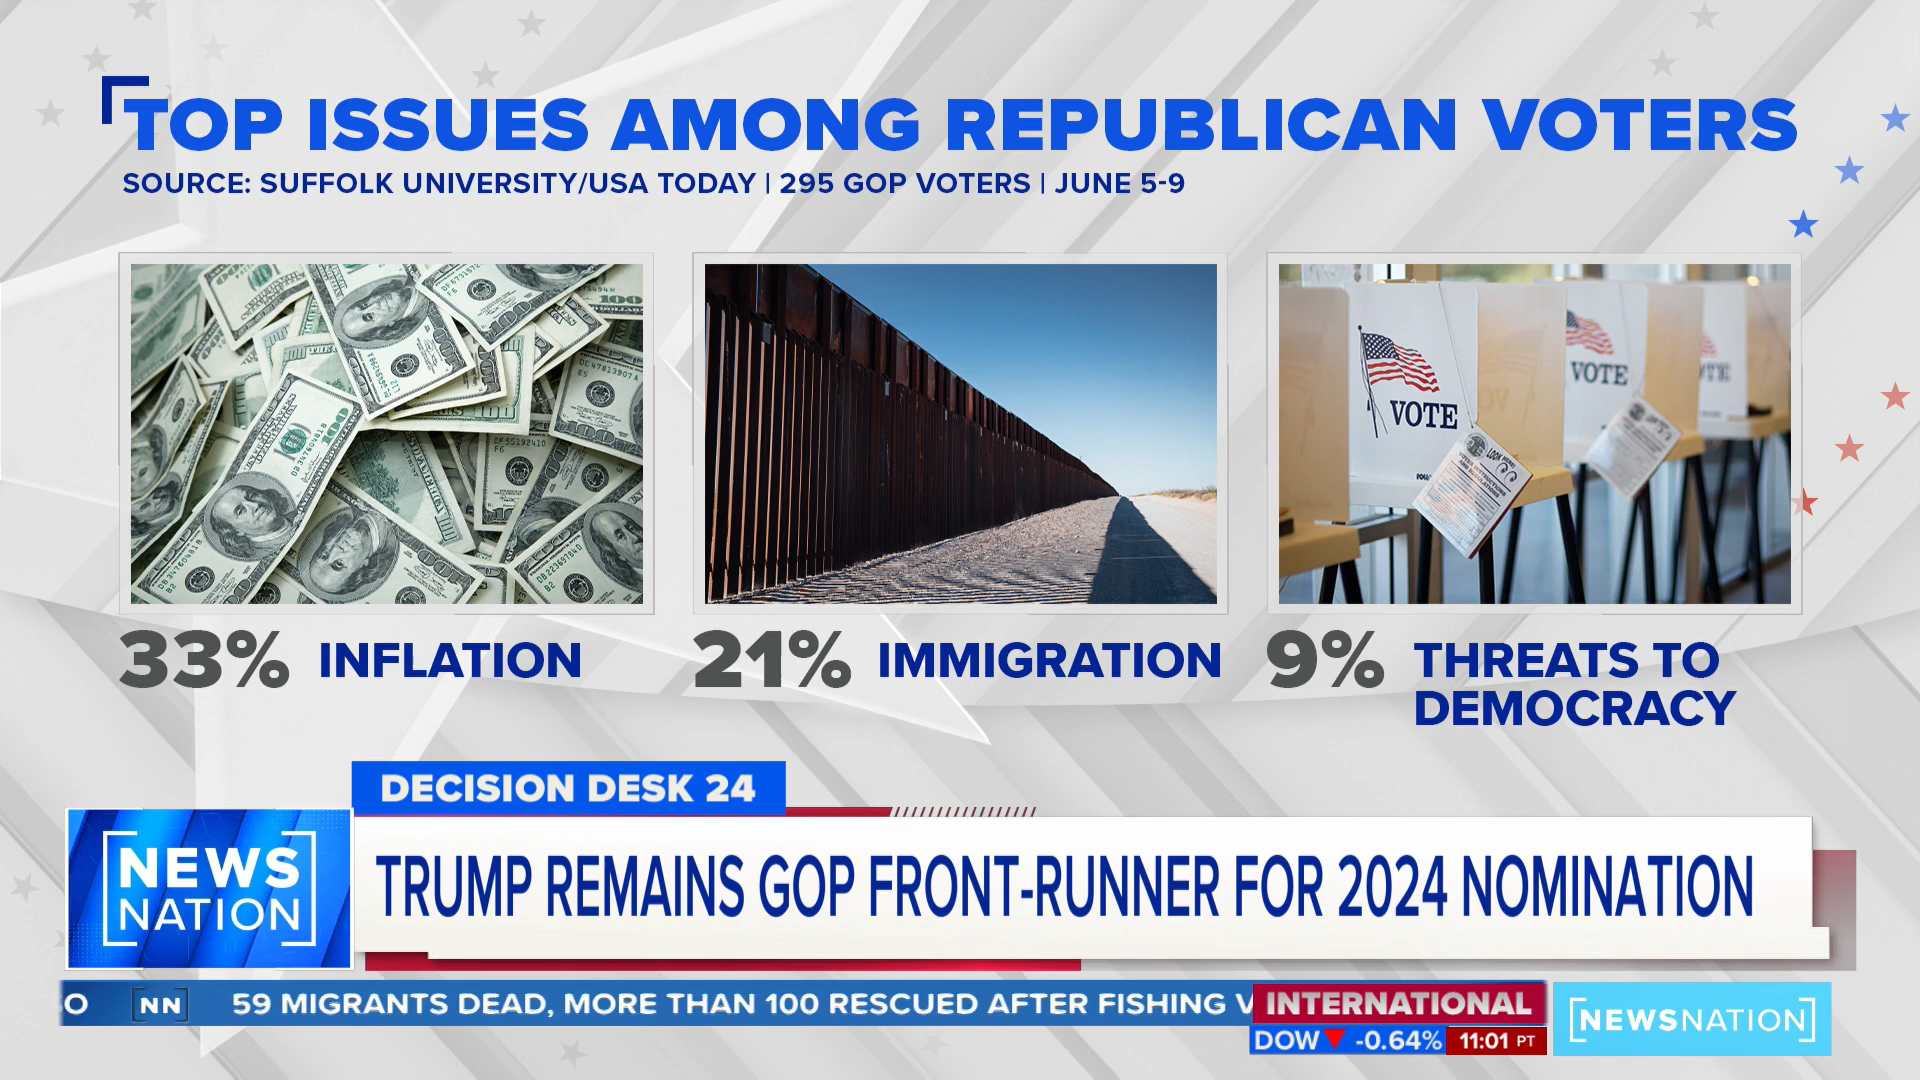 TOP ISSUES AMONG REPUBLICAN VOTERS
SOURCE: SUFFOLK UNIVERSITY/USA TODAY | 295 GOP VOTERS | JUNE 5-9
VOTE
VOTE
33% INFLATION
21% IMMIGRATION
9% THREATS TO
DEMOCRACY
DECISION DESK 24
NEWS
NATION
TRUMP REMAINS GOP FRONT-RUNNER FOR 2024 NOMINATION
NN 59 MIGRANTS DEAD, MORE THAN 100 RESCUED AFTER FISHING
INTERNATIONAL
DOW -0.64% 11:01 PT
NEWSNATION